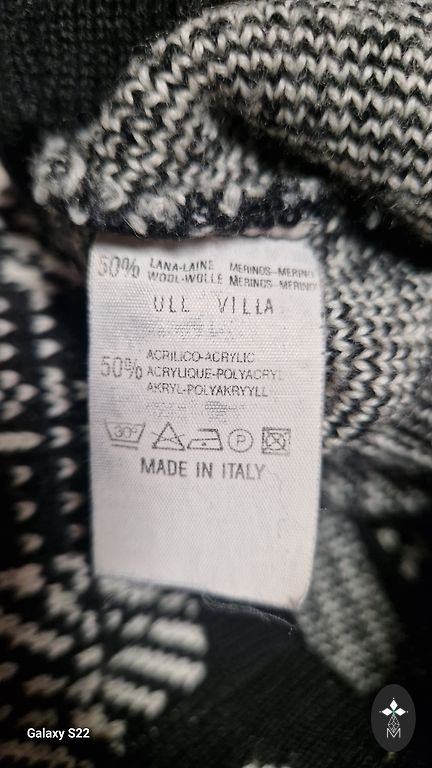 50% LANA-LAINE MERINOS-MERINO
WOOL-WOLLE MERINOS-MERINO
ULL VILLA
50% ACRILICO-ACRYLIC
ACRYLIQUE-POLYACRYL
AKRYL-POLYAKRYYLL
30°
P
MADE IN ITALY
Galaxy S22
M